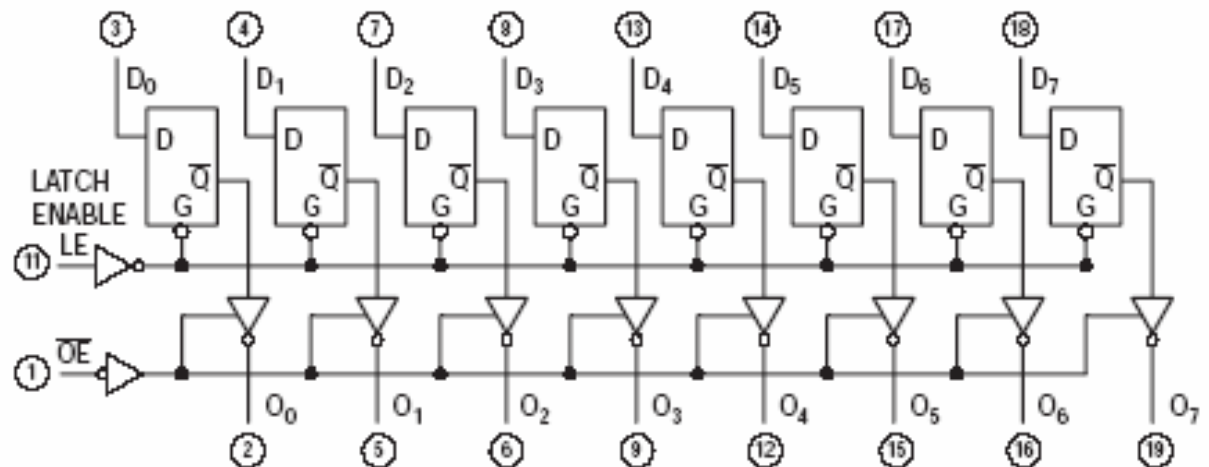 3 4 7 8 13 14 17 18
D₀ D₁ D₂ D₃ D₄ D₅ D₆ D₇
D D D D D D D D
Q̅ Q̅ Q̅ Q̅ Q̅ Q̅ Q̅ Q̅
LATCH
ENABLE
G G G G G G G G
LE
11
O̅E̅
1
O₀ O₁ O₂ O₃ O₄ O₅ O₆ O₇
2 5 6 9 12 15 16 19